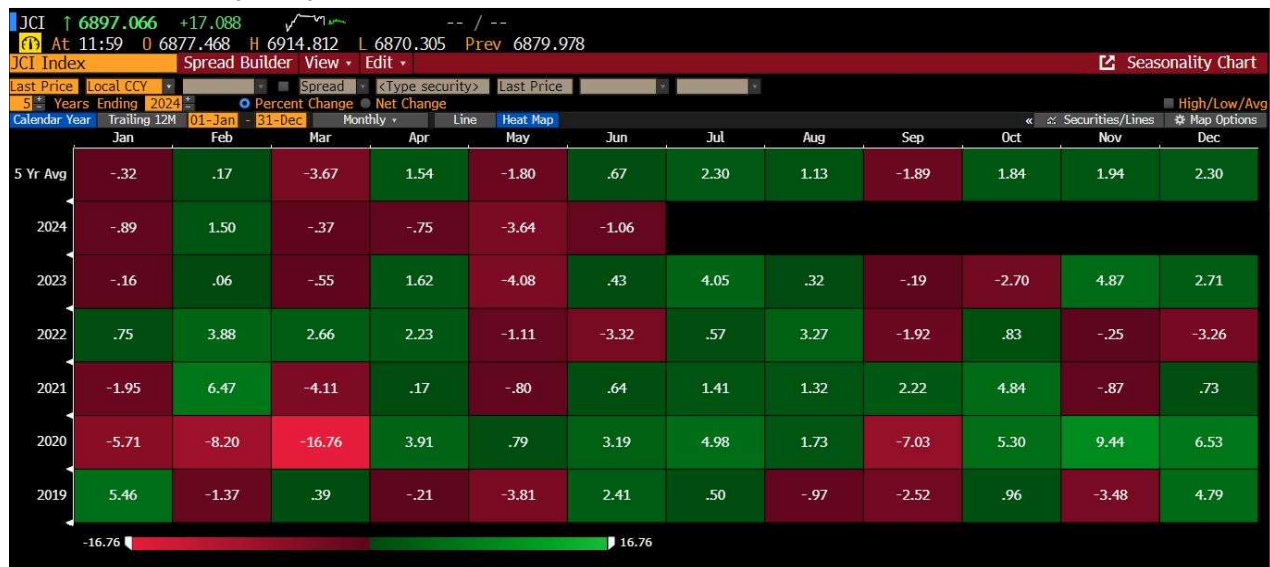 JCI ↑ 6897.066 +17.088 -- / --
At 11:59 O 6877.468 H 6914.812 L 6870.305 Prev 6879.978
JCI Index Spread Builder View Edit Seasonality Chart
Last Price Local CCY Spread <Type security> Last Price
5 Years Ending 2024 Percent Change Net Change High/Low/Avg
Calendar Year Trailing 12M 01-Jan - 31-Dec Monthly Line Heat Map « Securities/Lines Map Options
Jan Feb Mar Apr May Jun Jul Aug Sep Oct Nov Dec
5 Yr Avg -.32 .17 -3.67 1.54 -1.80 .67 2.30 1.13 -1.89 1.84 1.94 2.30
2024 -.89 1.50 -.37 -.75 -3.64 -1.06
2023 -.16 .06 -.55 1.62 -4.08 .43 4.05 .32 -.19 -2.70 4.87 2.71
2022 .75 3.88 2.66 2.23 -1.11 -3.32 .57 3.27 -1.92 .83 -.25 -3.26
2021 -1.95 6.47 -4.11 .17 -.80 .64 1.41 1.32 2.22 4.84 -.87 .73
2020 -5.71 -8.20 -16.76 3.91 .79 3.19 4.98 1.73 -7.03 5.30 9.44 6.53
2019 5.46 -1.37 .39 -.21 -3.81 2.41 .50 -.97 -2.52 .96 -3.48 4.79
-16.76 16.76